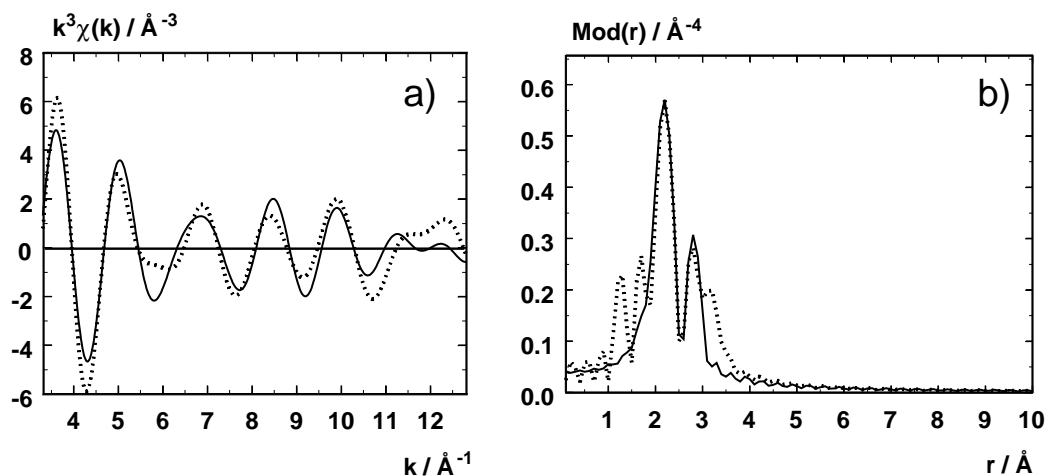 k³χ(k) / Å⁻³
a)
8
6
4
2
0
-2
-4
-6
4 5 6 7 8 9 10 11 12
k / Å⁻¹
Mod(r) / Å⁻⁴
b)
0.6
0.5
0.4
0.3
0.2
0.1
0.0
1 2 3 4 5 6 7 8 9 10
r / Å